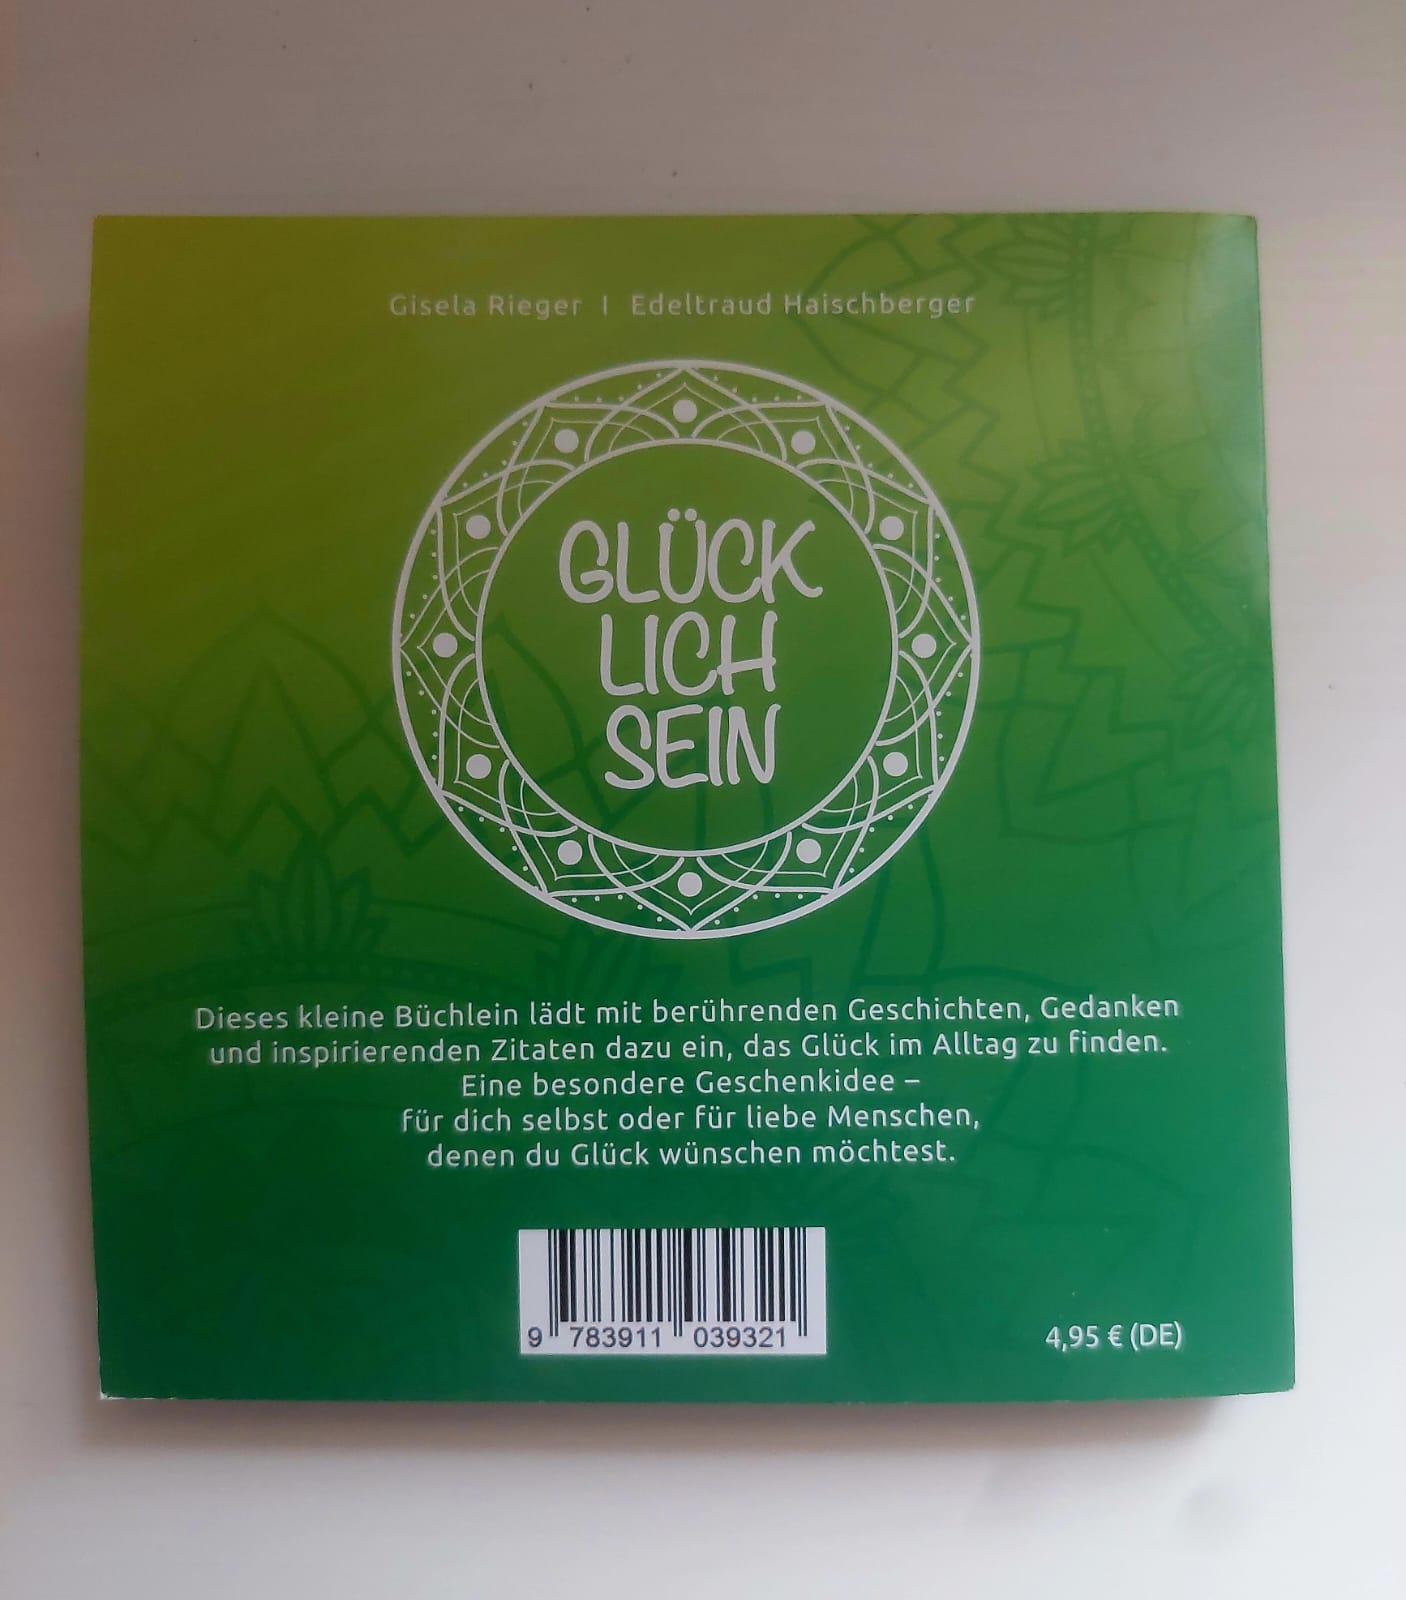 Gisela Rieger | Edeltraud Haischberger
GLÜCK
LICH
SEIN
Dieses kleine Büchlein lädt mit berührenden Geschichten, Gedanken
und inspirierenden Zitaten dazu ein, das Glück im Alltag zu finden.
Eine besondere Geschenkidee –
für dich selbst oder für liebe Menschen,
denen du Glück wünschen möchtest.
9 783911 039321
4,95 € (DE)